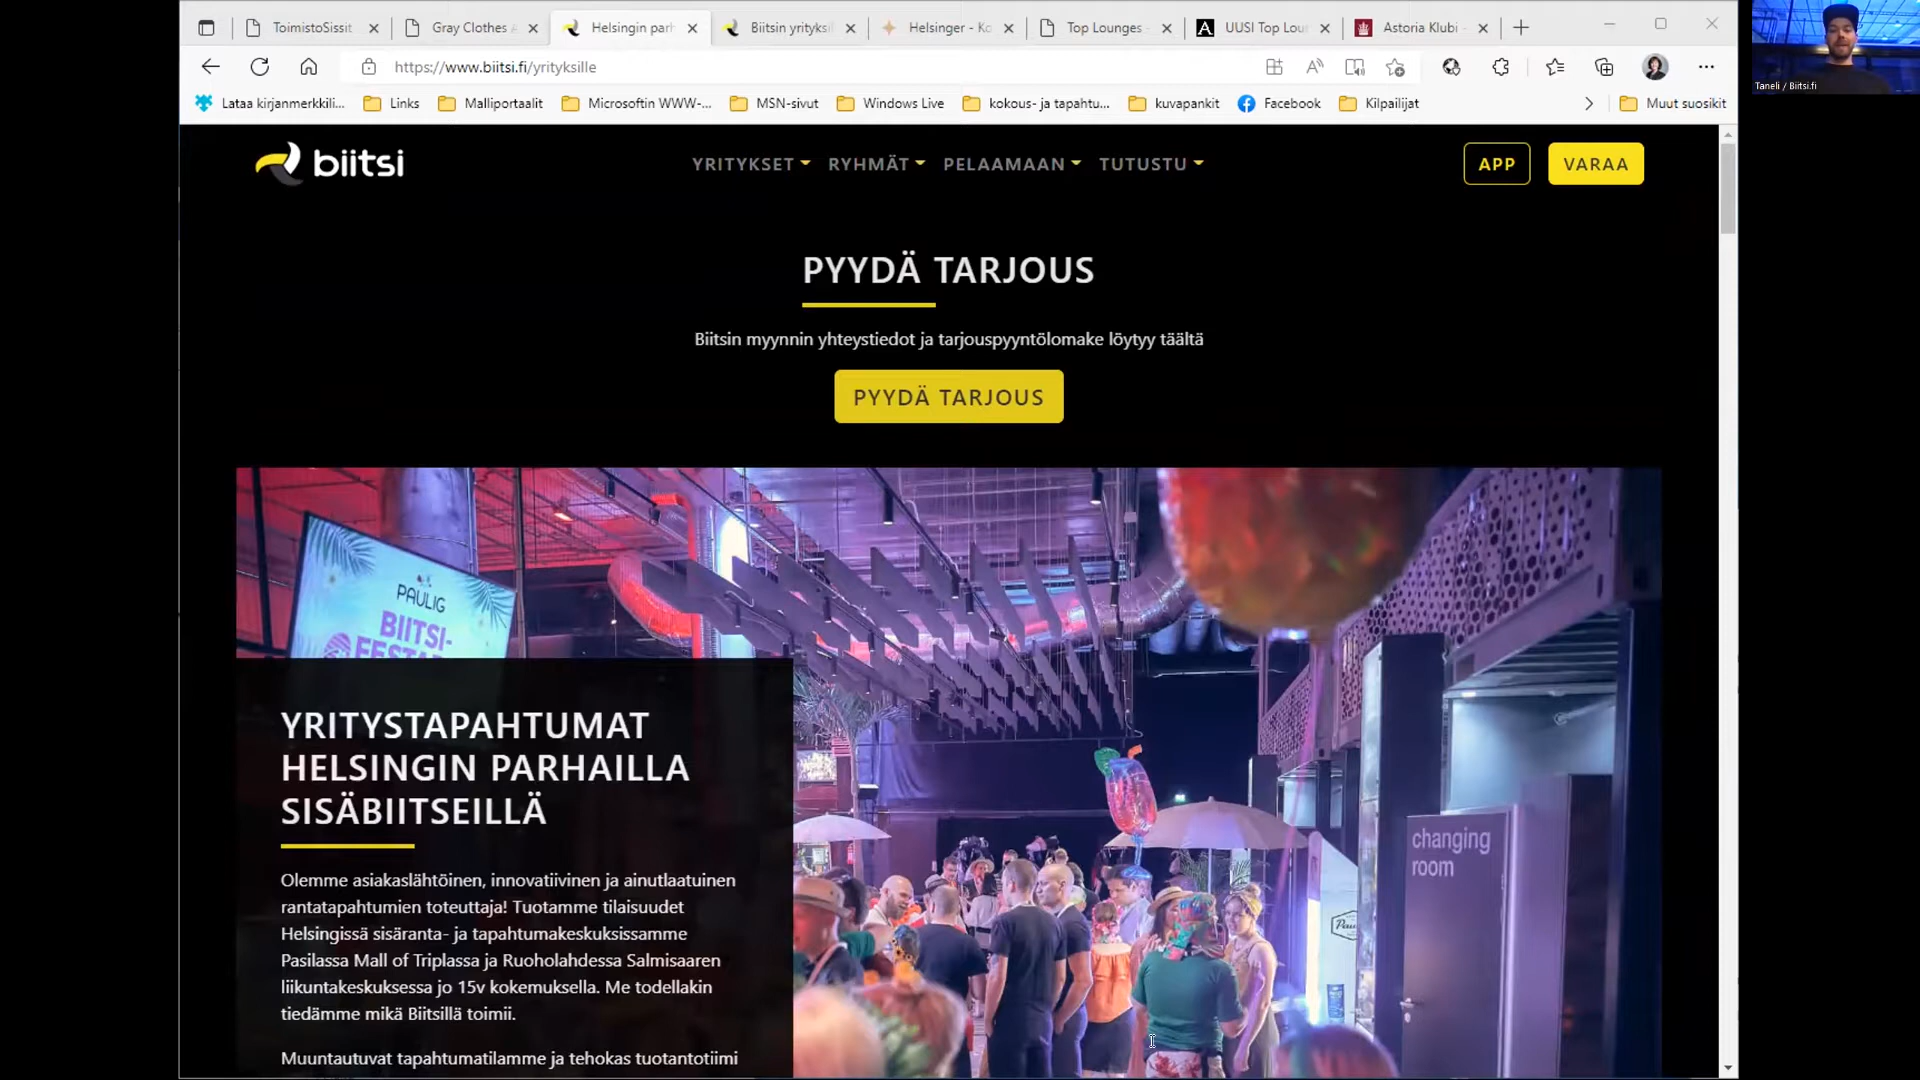 ToimistoSissit
Gray Clothes
Helsingin parh
Biitsin yrityksil
Helsinger - Ko
Top Lounges -
UUSI Top Lou
Astoria Klubi -
Taneli / Biitsi.fi
https://www.biitsi.fi/yrityksille
Lataa kirjanmerkkili...
Links
Malliportaalit
Microsoftin WWW-...
MSN-sivut
Windows Live
kokous- ja tapahtu...
kuvapankit
Facebook
Kilpailijat
Muut suosikit
biitsi
YRITYKSET
RYHMÄT
PELAAMAAN
TUTUSTU
APP
VARAA
PYYDÄ TARJOUS
Biitsin myynnin yhteystiedot ja tarjouspyyntölomake löytyy täältä
PYYDÄ TARJOUS
PAULIG
BIITSI-
YRITYSTAPAHTUMAT
HELSINGIN PARHAILLA
SISÄBIITSEILLÄ
Olemme asiakaslähtöinen, innovatiivinen ja ainutlaatuinen
rantatapahtumien toteuttaja! Tuotamme tilaisuudet
Helsingissä sisäranta- ja tapahtumakeskuksissamme
Pasilassa Mall of Triplassa ja Ruoholahdessa Salmisaaren
liikuntakeskuksessa jo 15v kokemuksella. Me todellakin
tiedämme mikä Biitsillä toimii.
Muuntautuvat tapahtumatilamme ja tehokas tuotantotiimi
changing
room